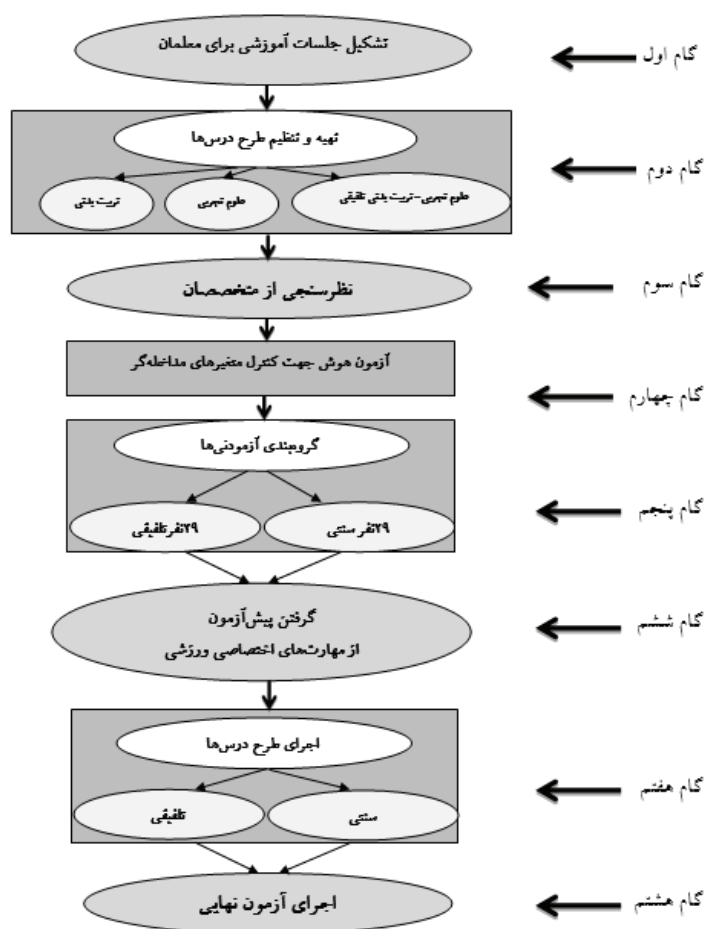 تشکیل جلسات آموزشی برای معلمان
گام اول
تهیه و تنظیم طرح درس‌ها
گام دوم
علوم تجربی-تربیت بدنی تلفیقی
علوم تجربی
تربیت بدنی
نظرسنجی از متخصصان
گام سوم
آزمون هوش جهت کنترل متغیرهای مداخله‌گر
گام چهارم
گروه‌بندی آزمودنی‌ها
۲۹نفر سنتی
۲۹نفر تلفیقی
گام پنجم
گرفتن پیش‌آزمون
از مهارت‌های اختصاصی ورزشی
گام ششم
اجرای طرح درس‌ها
گام هفتم
سنتی
تلفیقی
اجرای آزمون نهایی
گام هشتم